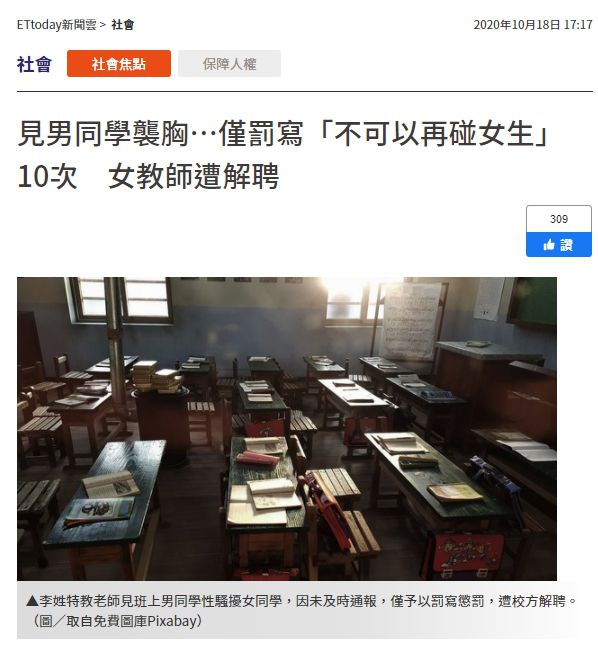 ETtoday新聞雲 > 社會
2020年10月18日 17:17
社會
社會焦點
保障人權
見男同學襲胸…僅罰寫「不可以再碰女生」
10次　女教師遭解聘
309
讚
▲李姓特教老師見班上男同學性騷擾女同學，因未及時通報，僅予以罰寫懲罰，遭校方解聘。
（圖／取自免費圖庫Pixabay）